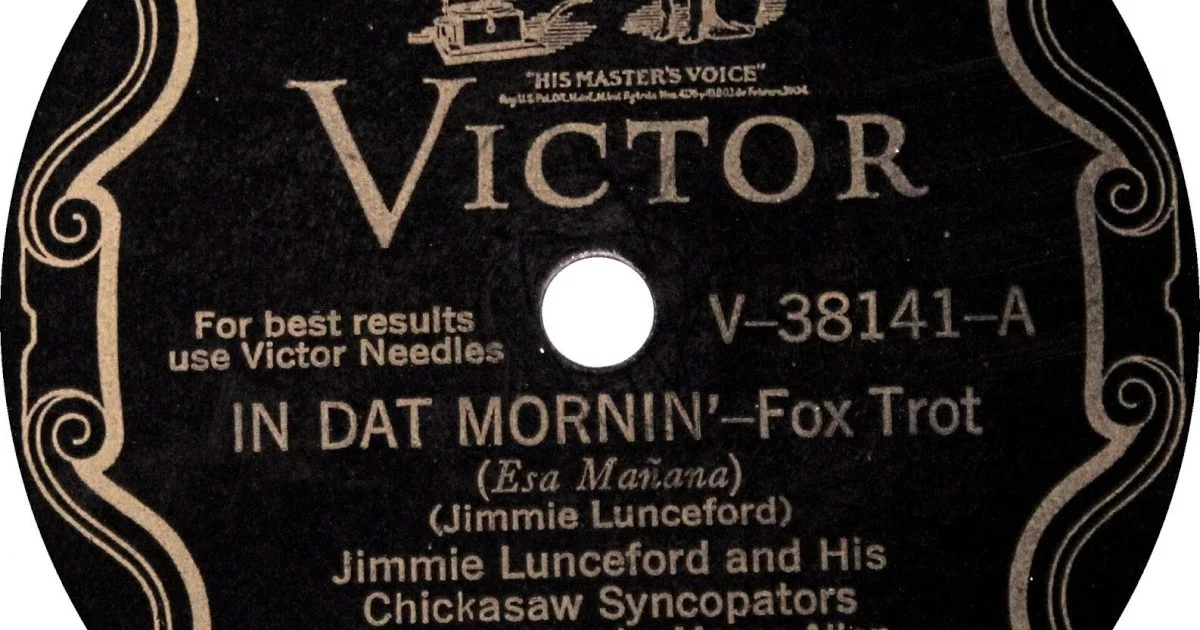 "HIS MASTER'S VOICE"
VICTOR
For best results
use Victor Needles
V-38141-A
IN DAT MORNIN'-Fox Trot
(Esa Mañana)
(Jimmie Lunceford)
Jimmie Lunceford and His
Chickasaw Syncopators